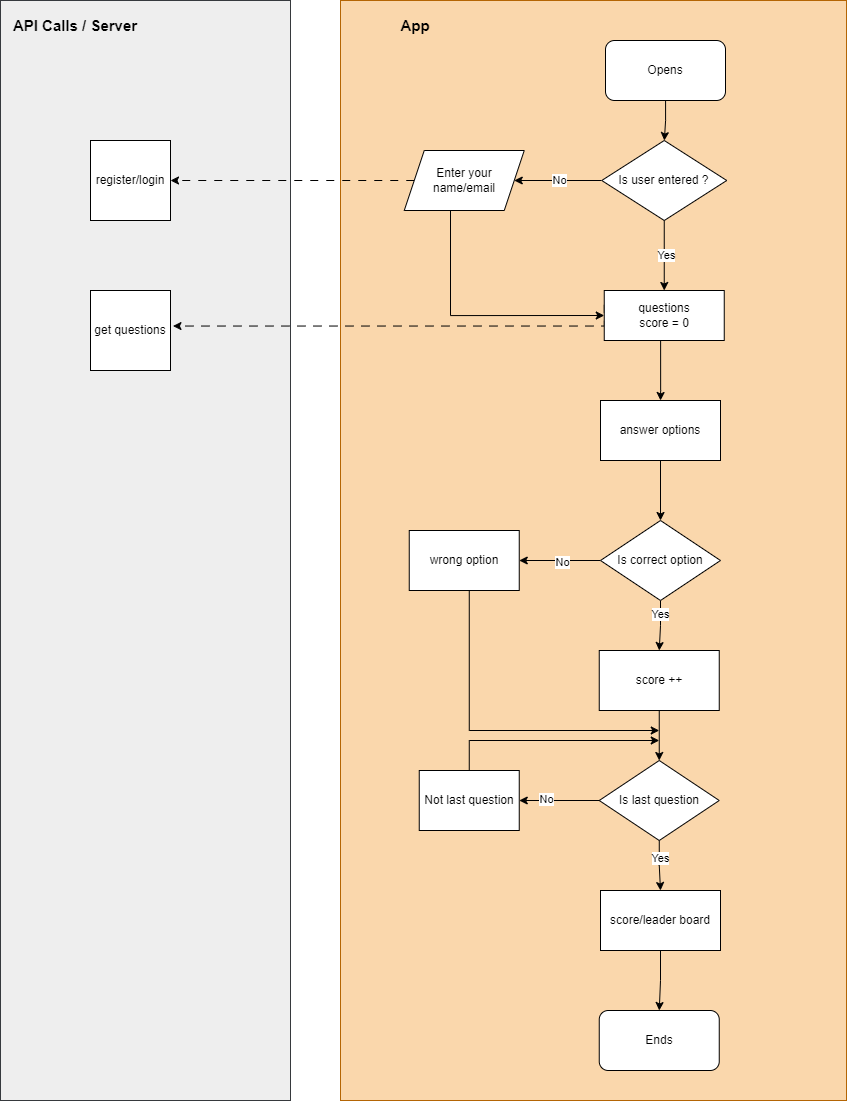 API Calls / Server
App
Opens
register/login
Enter your
name/email
No
Is user entered ?
Yes
get questions
questions
score = 0
answer options
wrong option
No
Is correct option
Yes
score ++
Not last question
No
Is last question
Yes
score/leader board
Ends